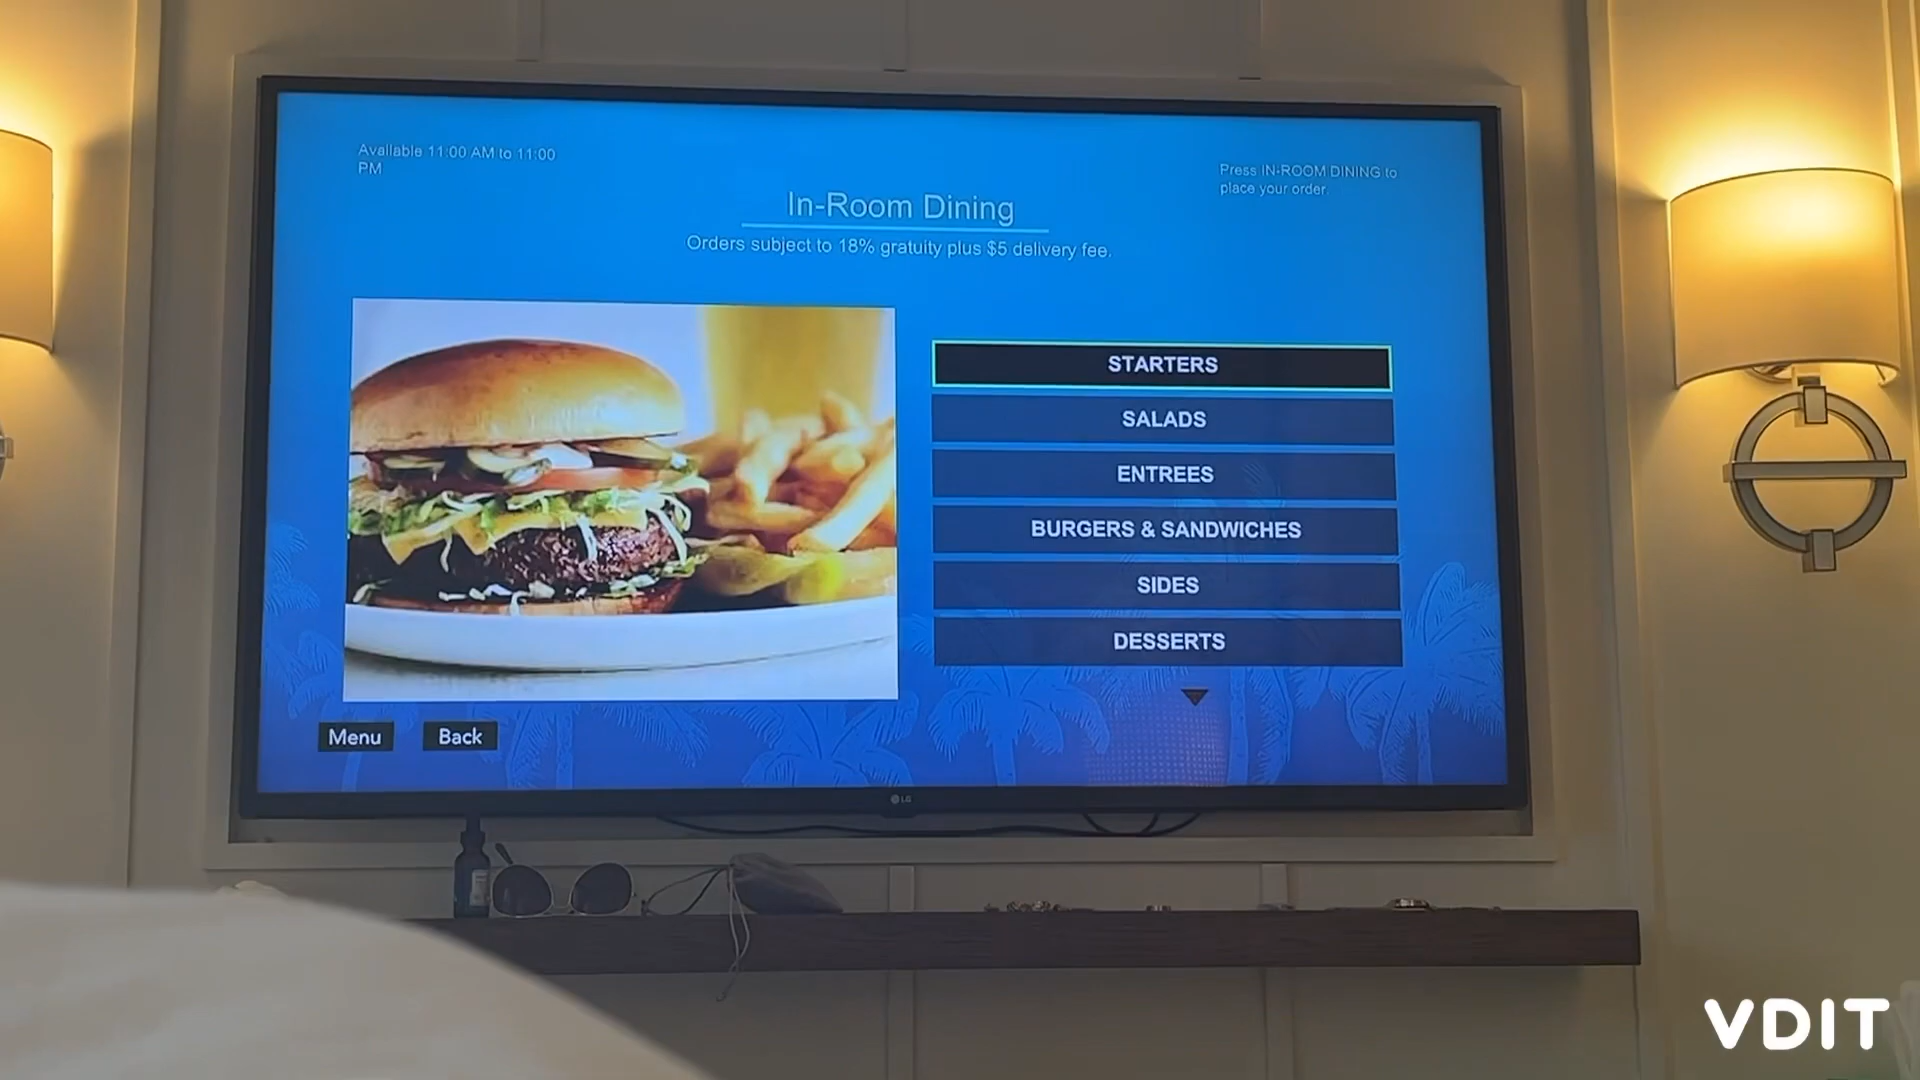 Available 11:00 AM to 11:00
PM
Press IN-ROOM DINING to
place your order.
In-Room Dining
Orders subject to 18% gratuity plus $5 delivery fee.
STARTERS
SALADS
ENTREES
BURGERS & SANDWICHES
SIDES
DESSERTS
Menu
Back
LG
VDIT